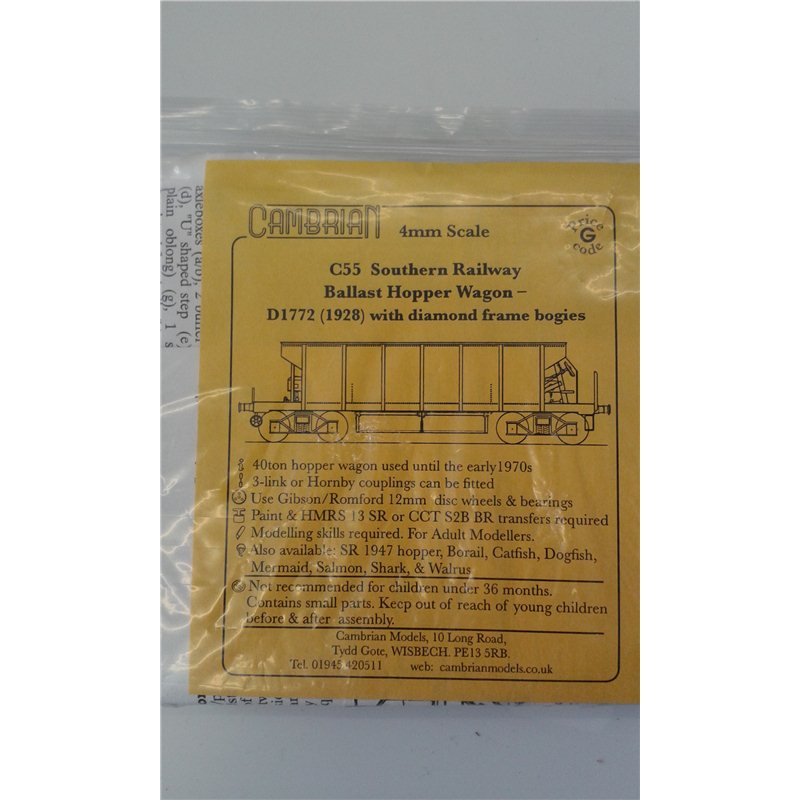 CAMBRIAN
4mm Scale
Price
G
code
C55 Southern Railway
Ballast Hopper Wagon –
D1772 (1928) with diamond frame bogies
40ton hopper wagon used until the early1970s
3-link or Hornby couplings can be fitted
Use Gibson/Romford 12mm disc wheels & bearings
Paint & HMRS 13 SR or CCT S2B BR transfers required
Modelling skills required. For Adult Modellers.
Also available: SR 1947 hopper, Borail, Catfish, Dogfish,
Mermaid, Salmon, Shark, & Walrus
Not recommended for children under 36 months.
Contains small parts. Keep out of reach of young children
before & after assembly.
Cambrian Models, 10 Long Road,
Tydd Gote, WISBECH. PE13 5RB.
Tel. 01945 420511 web: cambrianmodels.co.uk
(d), "U" shaped step (e)
plain oblong)